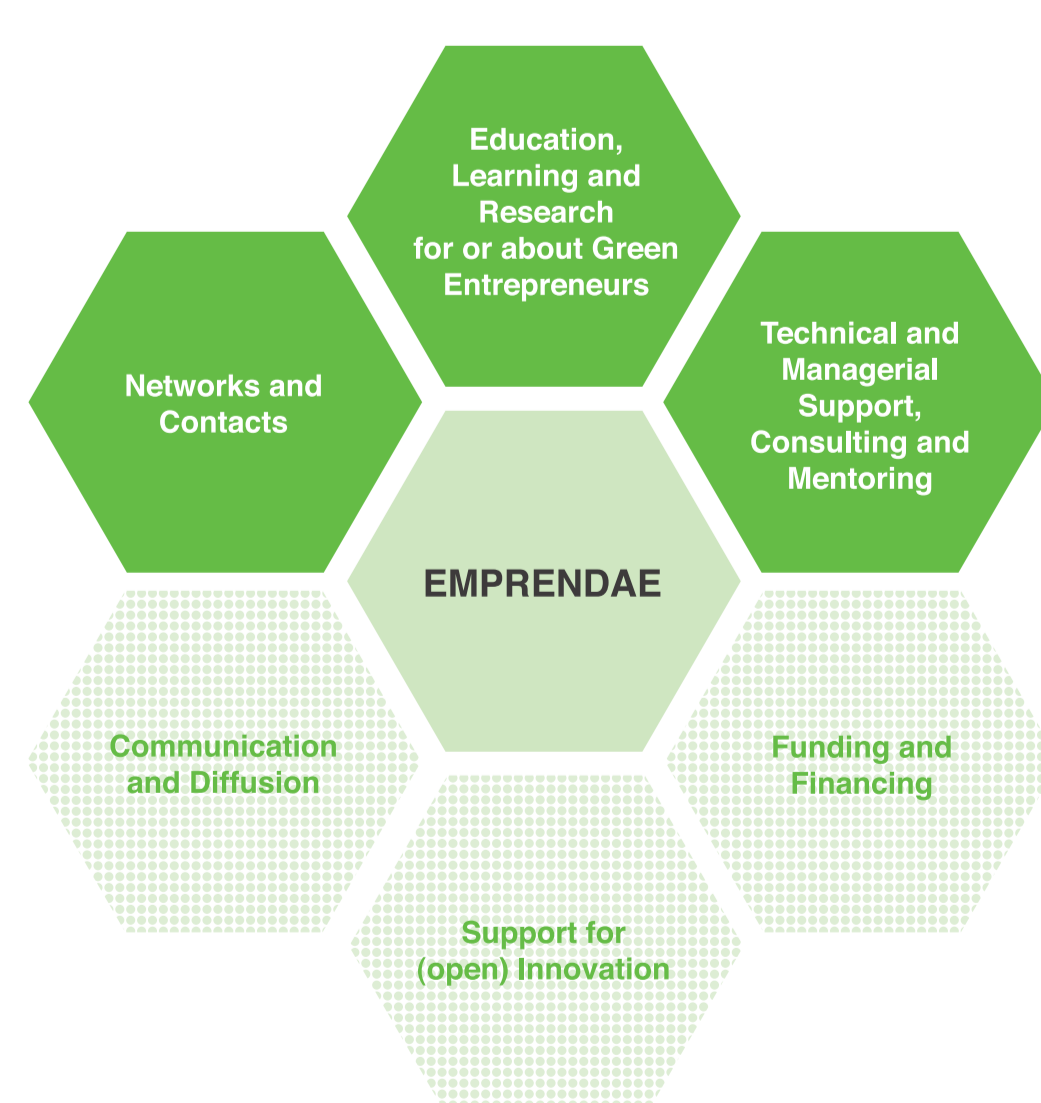 Education,
Learning and
Research
for or about Green
Entrepreneurs
Networks and
Contacts
Technical and
Managerial
Support,
Consulting and
Mentoring
EMPRENDAE
Communication
and Diffusion
Funding and
Financing
Support for
(open) Innovation